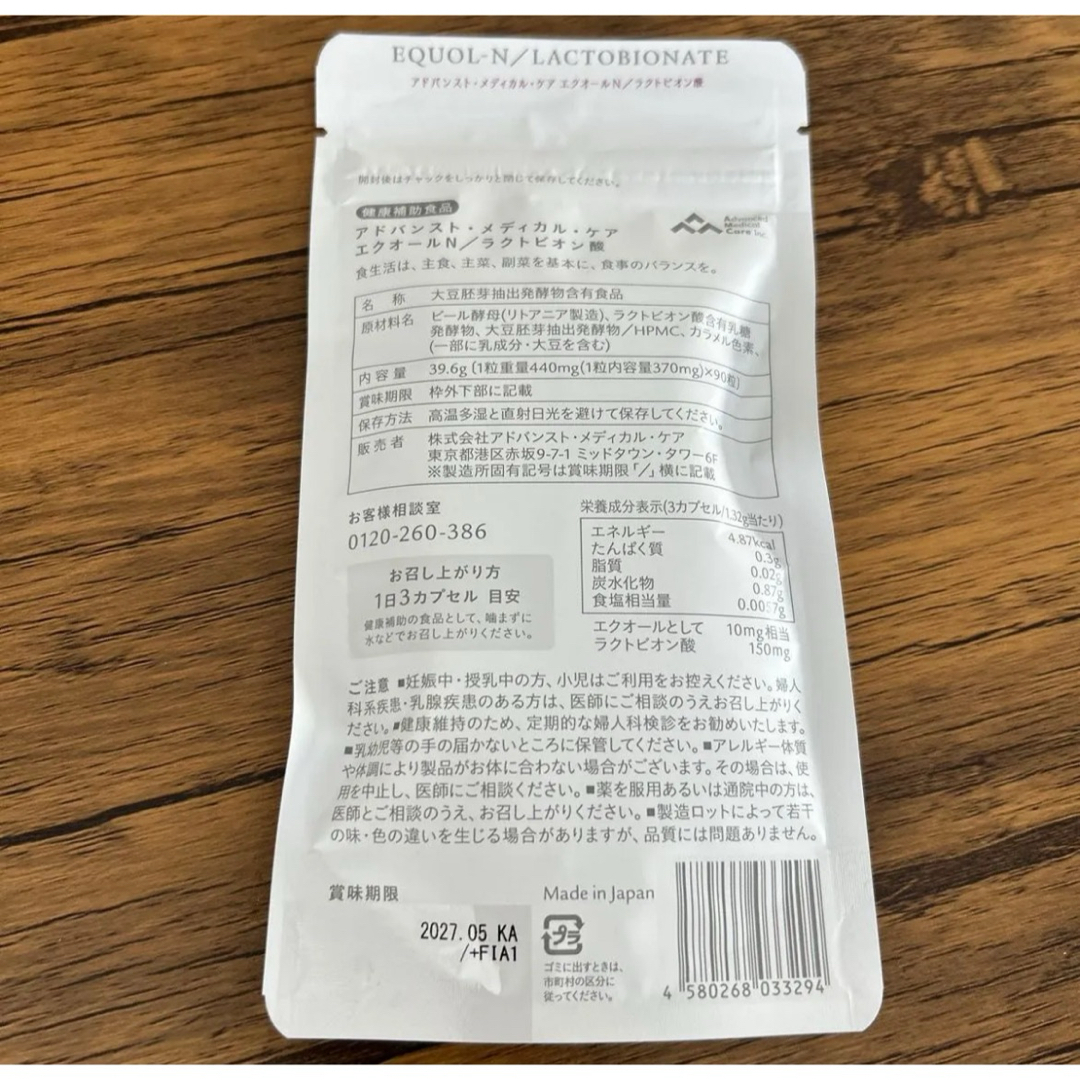 EQUOL-N/LACTOBIONATE
アドバンスト・メディカル・ケア エクオールN/ラクトビオン酸
開封後はチャックをしっかりと閉じて保存してください。
健康補助食品
アドバンスト・メディカル・ケア
エクオールN/ラクトビオン酸
Advanced
Medical
Care Inc.
食生活は、主食、主菜、副菜を基本に、食事のバランスを。
名 称 大豆胚芽抽出発酵物含有食品
原材料名 ビール酵母(リトアニア製造)、ラクトビオン酸含有乳糖
発酵物、大豆胚芽抽出発酵物/HPMC、カラメル色素、
(一部に乳成分・大豆を含む)
内 容 量 39.6g (1粒重量440mg(1粒内容量370mg)×90粒)
賞味期限 枠外下部に記載
保存方法 高温多湿と直射日光を避けて保存してください。
販 売 者 株式会社アドバンスト・メディカル・ケア
東京都港区赤坂9-7-1 ミッドタウン・タワー6F
※製造所固有記号は賞味期限「/」横に記載
お客様相談室
0120-260-386
お召し上がり方
1日3カプセル 目安
健康補助の食品として、噛まずに
水などでお召し上がりください。
栄養成分表示(3カプセル/1.32g当たり)
エネルギー 4.87kcal
たんぱく質 0.3g
脂質 0.02g
炭水化物 0.87g
食塩相当量 0.0057g
エクオールとして 10mg相当
ラクトビオン酸 150mg
ご注意 ■妊娠中・授乳中の方、小児はご利用をお控えください。婦人
科系疾患・乳腺疾患のある方は、医師にご相談のうえお召し上がりく
ださい。■健康維持のため、定期的な婦人科検診をお勧めいたします。
■乳幼児等の手の届かないところに保管してください。■アレルギー体質
や体調により製品がお体に合わない場合がございます。その場合は、使
用を中止し、医師にご相談ください。■薬を服用あるいは通院中の方は、
医師とご相談のうえ、お召し上がりください。■製造ロットによって若干
の味・色の違いを生じる場合がありますが、品質には問題ありません。
賞味期限
2027.05 KA
/+FIA1
Made in Japan
プラ
ゴミに出すときは、
市町村の区分に
従ってください。
4 580268 033294